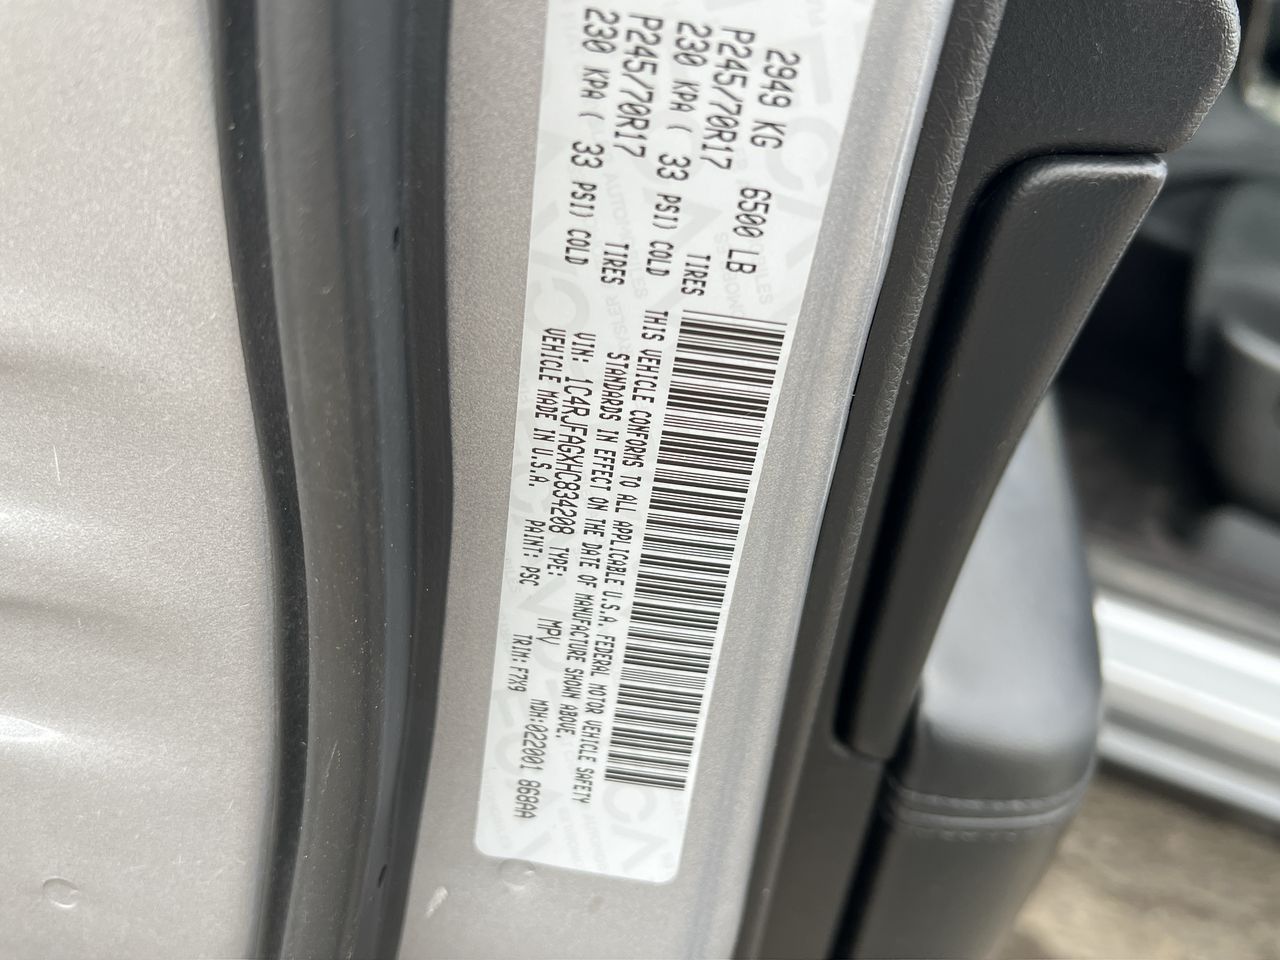 2949 KG 6500 LB
P245/70R17 TIRES
230 KPA ( 33 PSI) COLD
P245/70R17 TIRES
230 KPA ( 33 PSI) COLD
THIS VEHICLE CONFORMS TO ALL APPLICABLE U.S.A. FEDERAL MOTOR VEHICLE SAFETY
STANDARDS IN EFFECT ON THE DATE OF MANUFACTURE SHOWN ABOVE.
VIN: 1C4RJFAGXHC834208 TYPE: MPV MDH:022001 868AA
VEHICLE MADE IN U.S.A. PAINT: PSC TRIM: F7X9